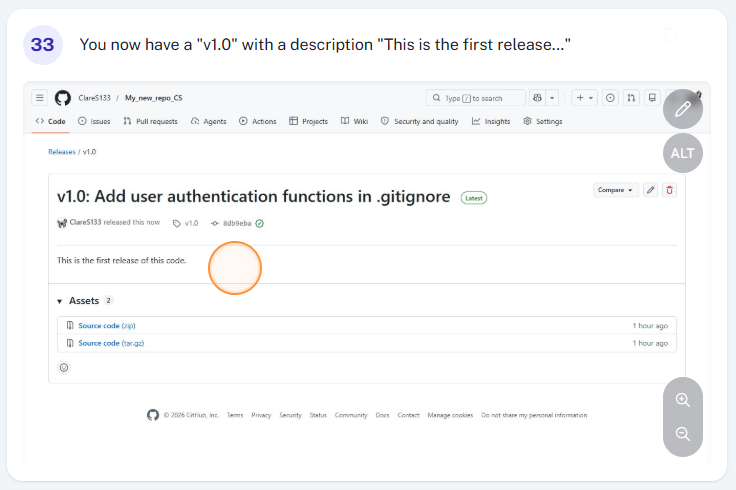 33 You now have a "v1.0" with a description "This is the first release..."
ClareS133 / My_new_repo_CS
Type / to search
Code Issues Pull requests Agents Actions Projects Wiki Security and quality Insights Settings
ALT
Releases / v1.0
v1.0: Add user authentication functions in .gitignore Latest
Compare
ClareS133 released this now v1.0 8db9eba
This is the first release of this code.
Assets 2
Source code (zip) 1 hour ago
Source code (tar.gz) 1 hour ago
© 2026 GitHub, Inc. Terms Privacy Security Status Community Docs Contact Manage cookies Do not share my personal information